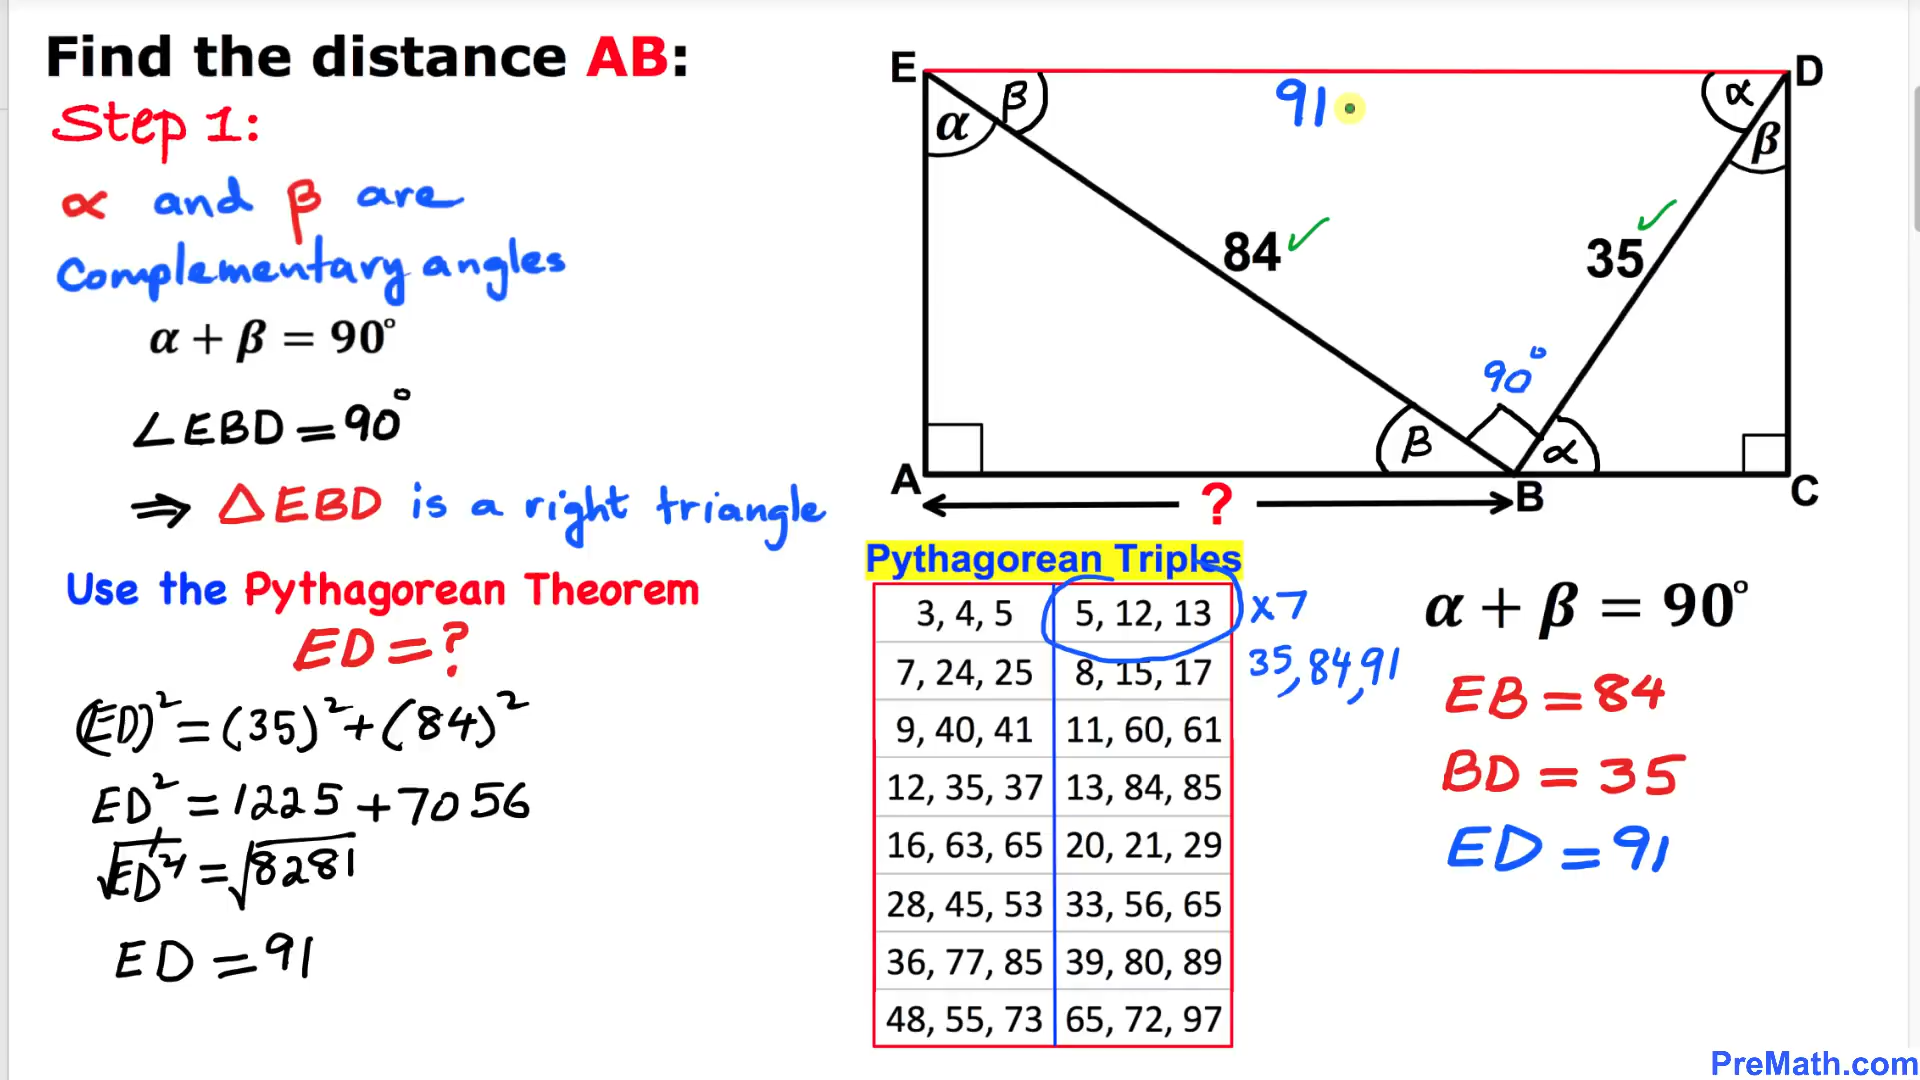 Find the distance AB:
Step 1:
α and β are
Complementary angles
α + β = 90°
∠EBD = 90°
⇒ △EBD is a right triangle
Use the Pythagorean Theorem
ED = ?
(ED)² = (35)² + (84)²
ED² = 1225 + 7056
√ED² = √8281
ED = 91
E
D
β
91
α
α
β
84 ✓
35 ✓
90°
β
α
A
?
B
C
Pythagorean Triples
3, 4, 5
5, 12, 13
x7
7, 24, 25
8, 15, 17
35, 84, 91
9, 40, 41
11, 60, 61
12, 35, 37
13, 84, 85
16, 63, 65
20, 21, 29
28, 45, 53
33, 56, 65
36, 77, 85
39, 80, 89
48, 55, 73
65, 72, 97
α + β = 90°
EB = 84
BD = 35
ED = 91
PreMath.com